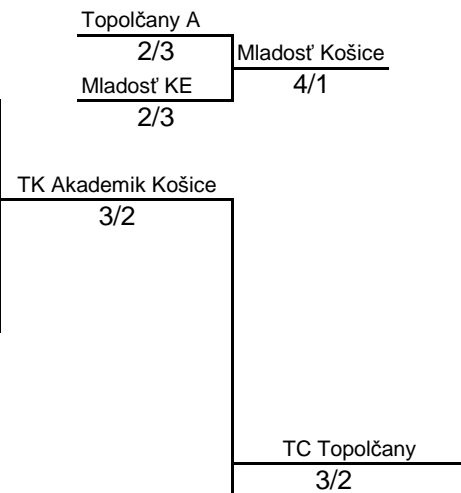 Topolčany A
2/3
Mladosť Košice
Mladosť KE
4/1
2/3
TK Akademik Košice
3/2
TC Topolčany
3/2